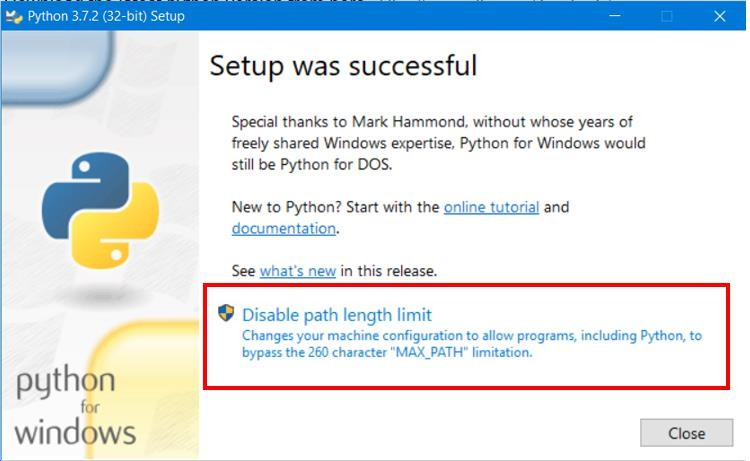 Python 3.7.2 (32-bit) Setup
Setup was successful
Special thanks to Mark Hammond, without whose years of
freely shared Windows expertise, Python for Windows would
still be Python for DOS.
New to Python? Start with the online tutorial and
documentation.
See what's new in this release.
Disable path length limit
Changes your machine configuration to allow programs, including Python, to
bypass the 260 character "MAX_PATH" limitation.
python
for
windows
Close